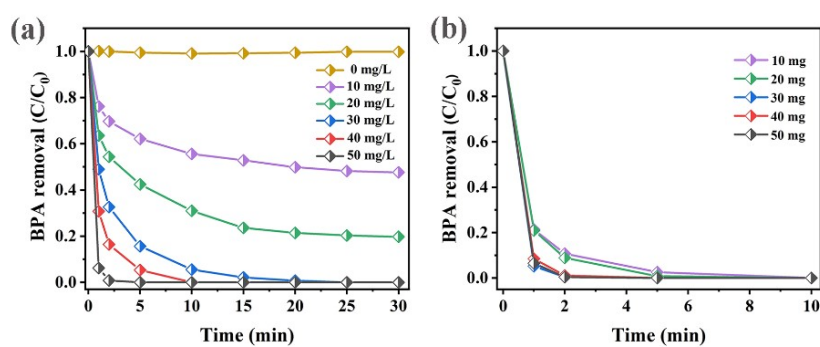 (a)
BPA removal (C/C₀)
1.0
0.8
0.6
0.4
0.2
0.0
0 mg/L
10 mg/L
20 mg/L
30 mg/L
40 mg/L
50 mg/L
0 5 10 15 20 25 30
Time (min)
(b)
BPA removal (C/C₀)
1.0
0.8
0.6
0.4
0.2
0.0
10 mg
20 mg
30 mg
40 mg
50 mg
0 2 4 6 8 10
Time (min)